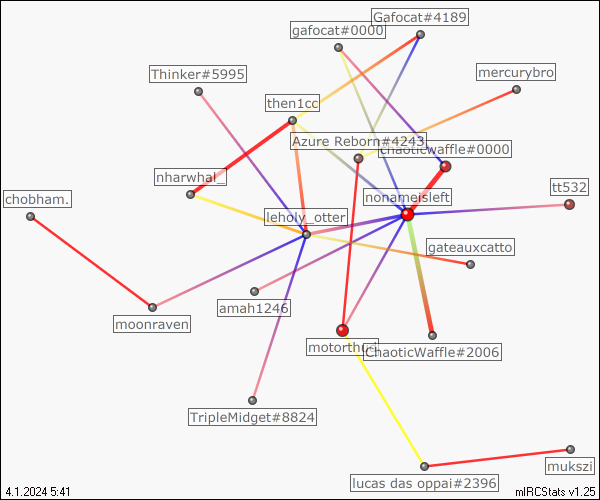 Gafocat#4189
gafocat#0000
Thinker#5995
mercurybro
then1cc
Azure Reborn#4243
chaoticwaffle#0000
nharwhal_
tt532
chobham.
nonameisleft
leholy_otter
gateauxcatto
amah1246
moonraven
ChaoticWaffle#2006
TripleMidget#8824
mukszi
lucas das oppai#2396
4.1.2024 5:41
mIRCStats v1.25